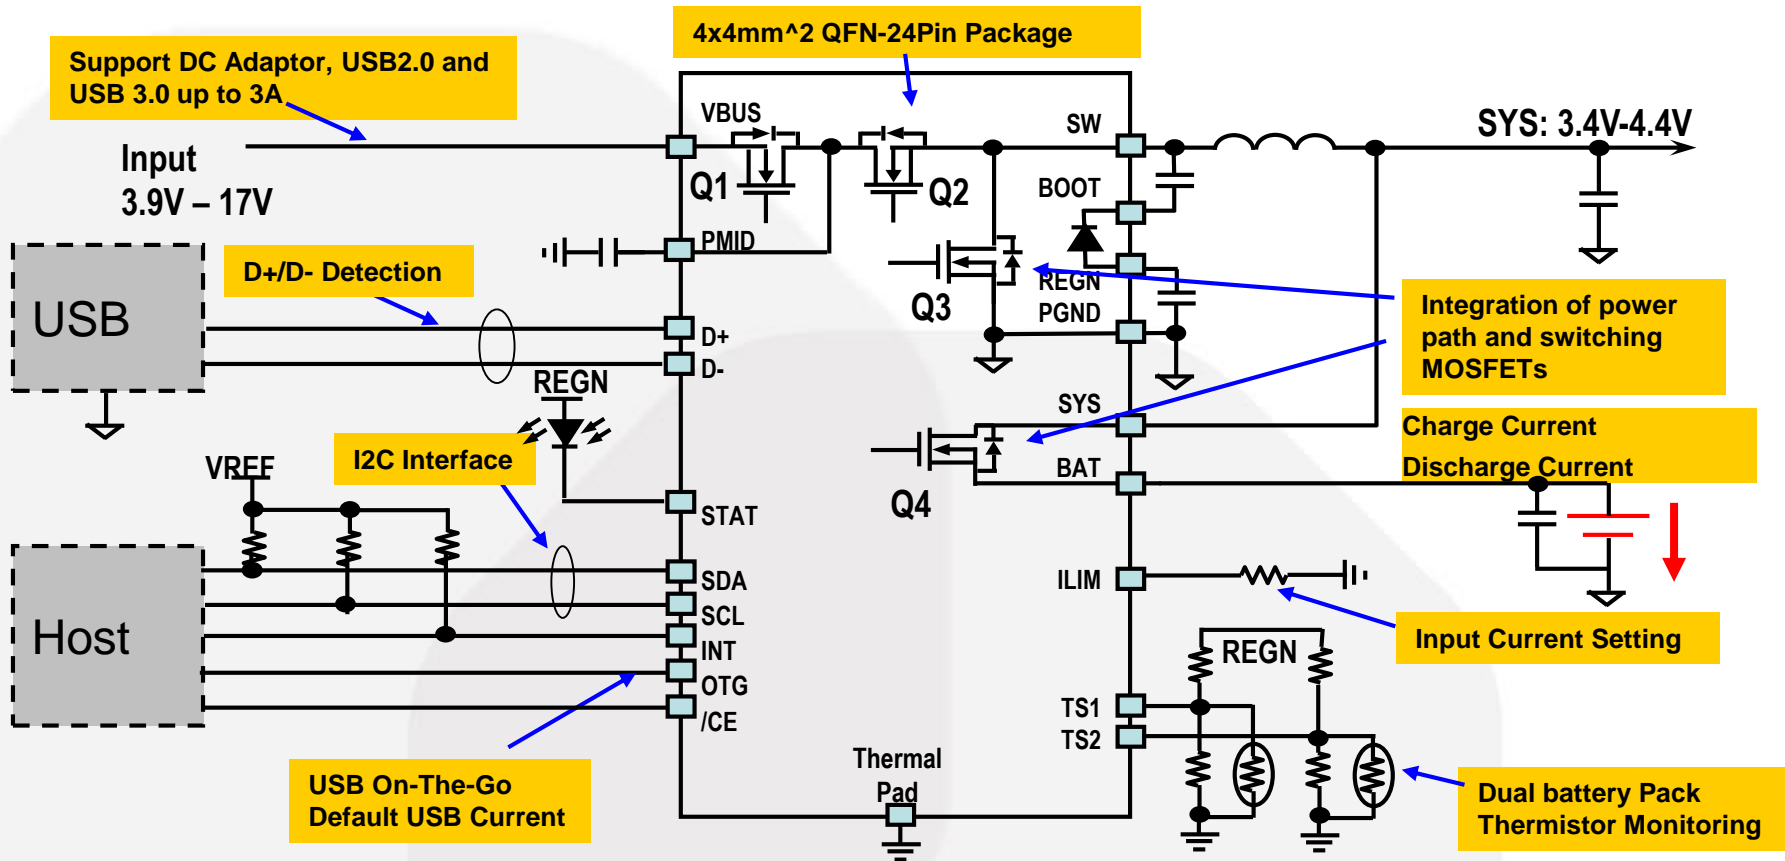 4x4mm^2 QFN-24Pin Package
Support DC Adaptor, USB2.0 and
USB 3.0 up to 3A
VBUS
SW
SYS: 3.4V-4.4V
Input
3.9V – 17V
Q1
Q2
BOOT
PMID
D+/D- Detection
USB
Q3
REGN
PGND
Integration of power
path and switching
MOSFETs
D+
D-
REGN
SYS
Charge Current
Discharge Current
I2C Interface
VREF
BAT
Q4
STAT
Host
SDA
SCL
INT
OTG
/CE
ILIM
Input Current Setting
REGN
TS1
TS2
Thermal
Pad
USB On-The-Go
Default USB Current
Dual battery Pack
Thermistor Monitoring